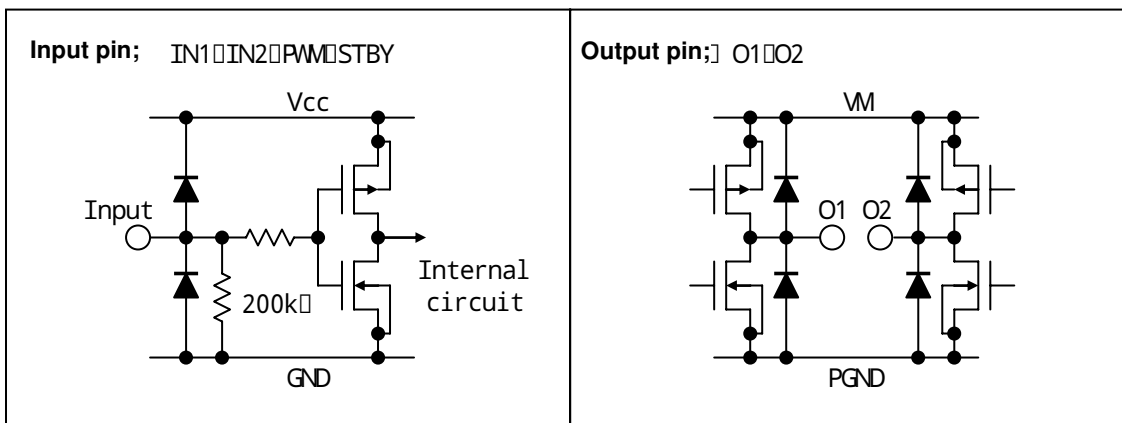 Input pin; IN1▯IN2▯PWM▯STBY
Vcc
Input
200k▯
Internal
circuit
GND
Output pin;▯ O1▯O2
VM
O1 O2
PGND